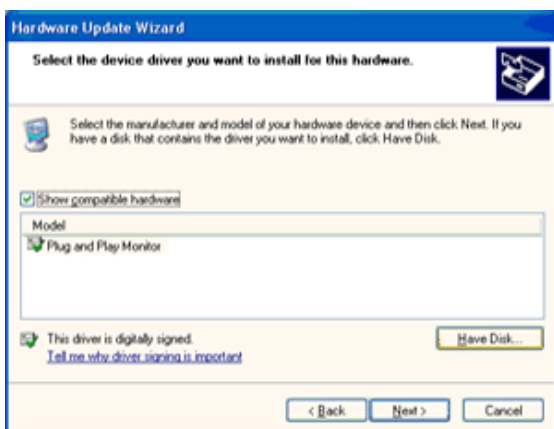 Hardware Update Wizard
Select the device driver you want to install for this hardware.
Select the manufacturer and model of your hardware device and then click Next. If you
have a disk that contains the driver you want to install, click Have Disk.
Show compatible hardware
Model
Plug and Play Monitor
This driver is digitally signed.
Have Disk...
Tell me why driver signing is important
< Back
Next >
Cancel